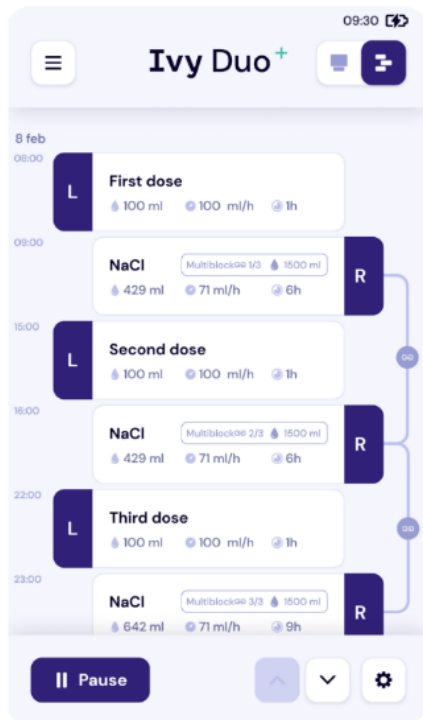 09:30
Ivy Duo+
8 feb
08:00
L
First dose
100 ml 100 ml/h 1h
09:00
NaCl Multiblock 1/3 1500 ml
429 ml 71 ml/h 6h
R
15:00
L
Second dose
100 ml 100 ml/h 1h
16:00
NaCl Multiblock 2/3 1500 ml
429 ml 71 ml/h 6h
R
22:00
L
Third dose
100 ml 100 ml/h 1h
23:00
NaCl Multiblock 3/3 1500 ml
642 ml 71 ml/h 9h
R
Pause